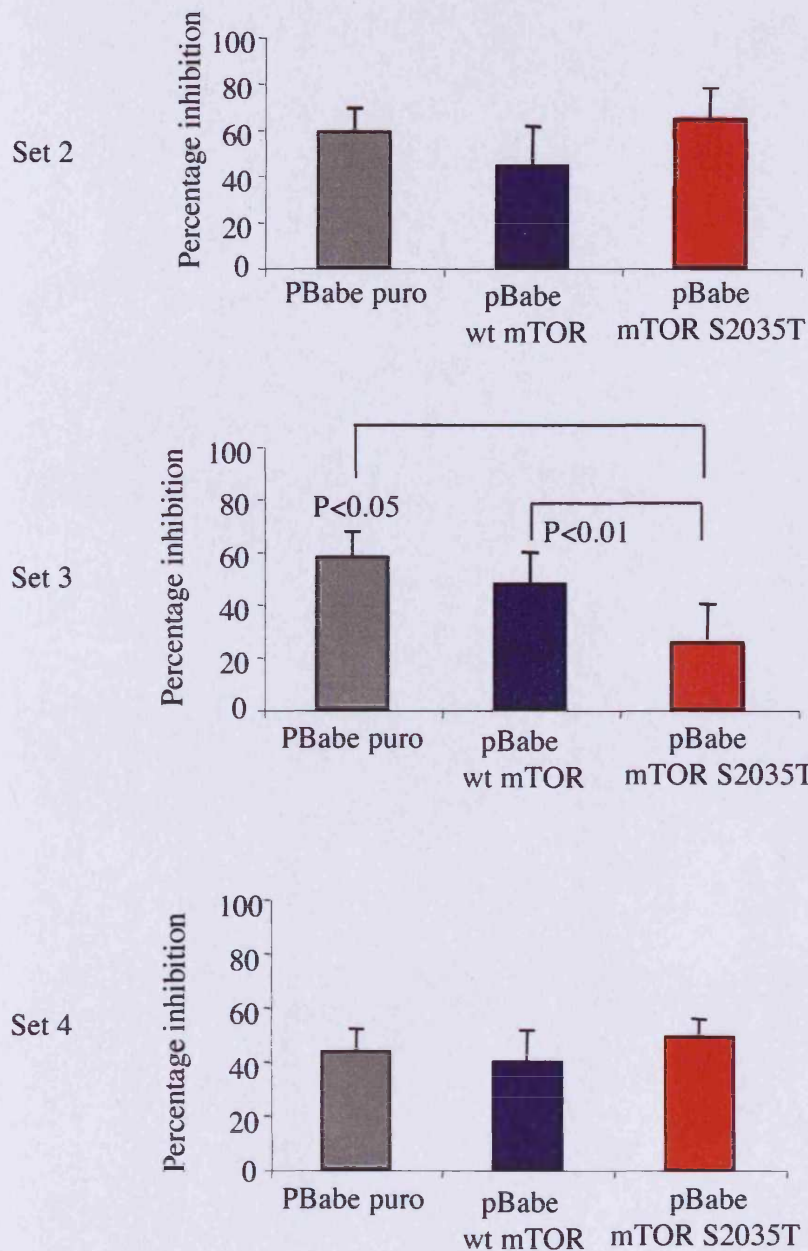 Set 2
Percentage inhibition
100
80
60
40
20
0
PBabe puro
pBabe
wt mTOR
pBabe
mTOR S2035T
Set 3
Percentage inhibition
100
80
60
40
20
0
P<0.05
P<0.01
PBabe puro
pBabe
wt mTOR
pBabe
mTOR S2035T
Set 4
Percentage inhibition
100
80
60
40
20
0
PBabe puro
pBabe
wt mTOR
pBabe
mTOR S2035T